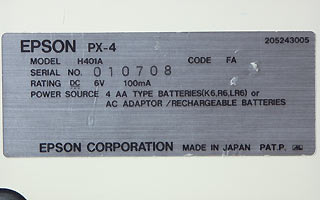 205243005
EPSON PX-4
MODEL H401A CODE FA
SERIAL NO. 010708
RATING DC 6V 100mA
POWER SOURCE 4 AA TYPE BATTERIES(K6,R6,LR6) or
AC ADAPTOR /RECHARGEABLE BATTERIES
EPSON CORPORATION MADE IN JAPAN PAT.P.